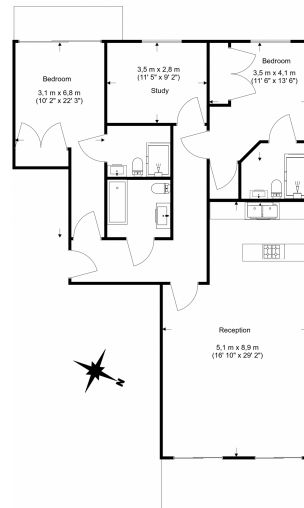 Bedroom
3,1 m x 6,8 m
(10' 2" x 22' 3")
3,5 m x 2,8 m
(11' 5" x 9' 2")
Study
Bedroom
3,5 m x 4,1 m
(11' 6" x 13' 6")
Reception
5,1 m x 8,9 m
(16' 10" x 29' 2")
N